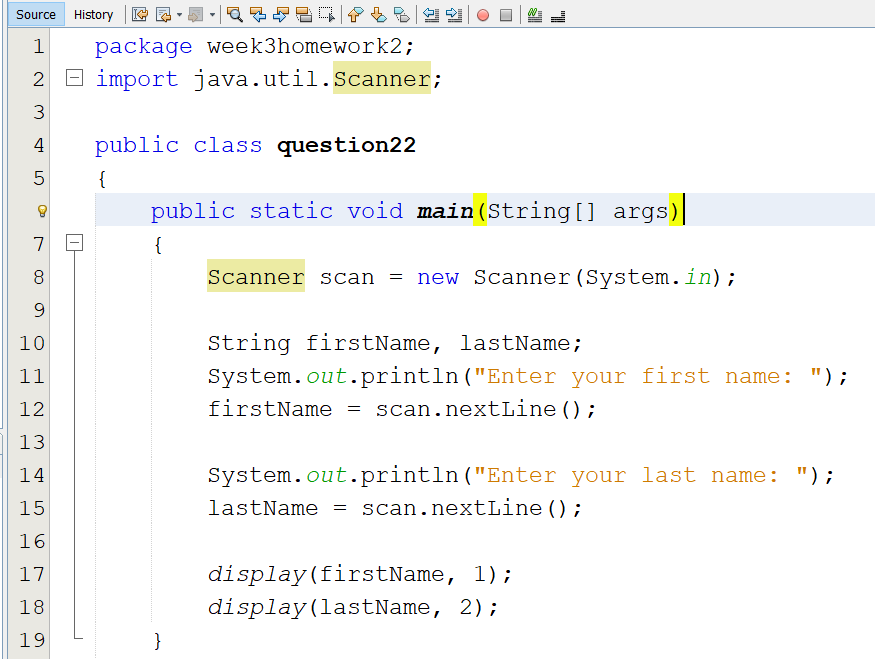 Source History
1 package week3homework2;
2 import java.util.Scanner;
3
4 public class question22
5 {
public static void main(String[] args)
7 {
8 Scanner scan = new Scanner(System.in);
9
10 String firstName, lastName;
11 System.out.println("Enter your first name: ");
12 firstName = scan.nextLine();
13
14 System.out.println("Enter your last name: ");
15 lastName = scan.nextLine();
16
17 display(firstName, 1);
18 display(lastName, 2);
19 }